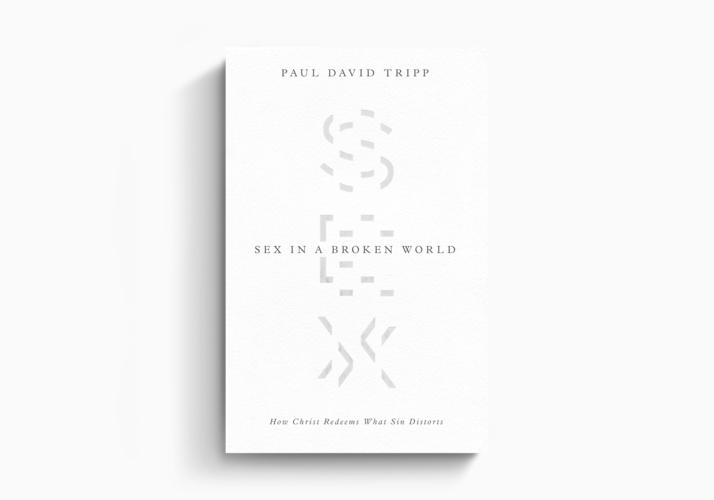 PAUL DAVID TRIPP
S
E
SEX IN A BROKEN WORLD
X
How Christ Redeems What Sin Distorts